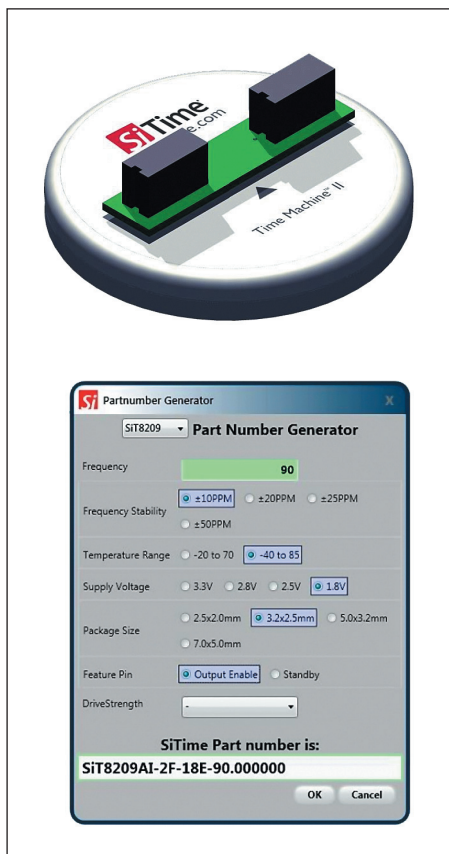 SiTime
e.com
Time Machine™ II
Si Partnumber Generator X
SiT8209 Part Number Generator
Frequency 90
Frequency Stability ±10PPM ±20PPM ±25PPM
±50PPM
Temperature Range -20 to 70 -40 to 85
Supply Voltage 3.3V 2.8V 2.5V 1.8V
Package Size 2.5x2.0mm 3.2x2.5mm 5.0x3.2mm
7.0x5.0mm
Feature Pin Output Enable Standby
DriveStrength -
SiTime Part number is:
SiT8209AI-2F-18E-90.000000
OK Cancel